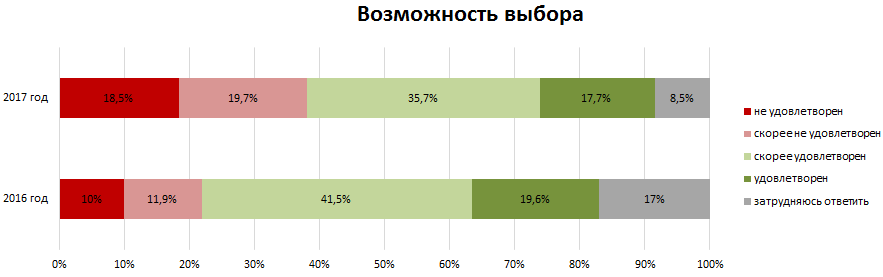 Возможность выбора
2017 год
18,5%
19,7%
35,7%
17,7%
8,5%
2016 год
10%
11,9%
41,5%
19,6%
17%
0%
10%
20%
30%
40%
50%
60%
70%
80%
90%
100%
не удовлетворен
скорее не удовлетворен
скорее удовлетворен
удовлетворен
затрудняюсь ответить